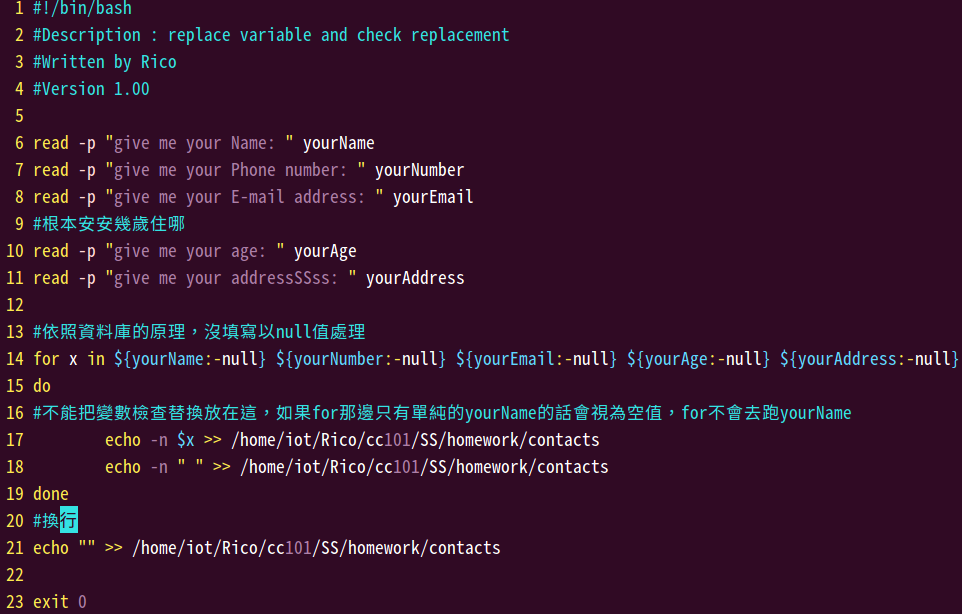 1 #!/bin/bash
2 #Description : replace variable and check replacement
3 #Written by Rico
4 #Version 1.00
5
6 read -p "give me your Name: " yourName
7 read -p "give me your Phone number: " yourNumber
8 read -p "give me your E-mail address: " yourEmail
9 #根本安安幾歲住哪
10 read -p "give me your age: " yourAge
11 read -p "give me your addressSSss: " yourAddress
12
13 #依照資料庫的原理，沒填寫以null值處理
14 for x in ${yourName:-null} ${yourNumber:-null} ${yourEmail:-null} ${yourAge:-null} ${yourAddress:-null}
15 do
16 #不能把變數檢查替換放在這，如果for那邊只有單純的yourName的話會視為空值，for不會去跑yourName
17         echo -n $x >> /home/iot/Rico/cc101/SS/homework/contacts
18         echo -n " " >> /home/iot/Rico/cc101/SS/homework/contacts
19 done
20 #換行
21 echo "" >> /home/iot/Rico/cc101/SS/homework/contacts
22
23 exit 0